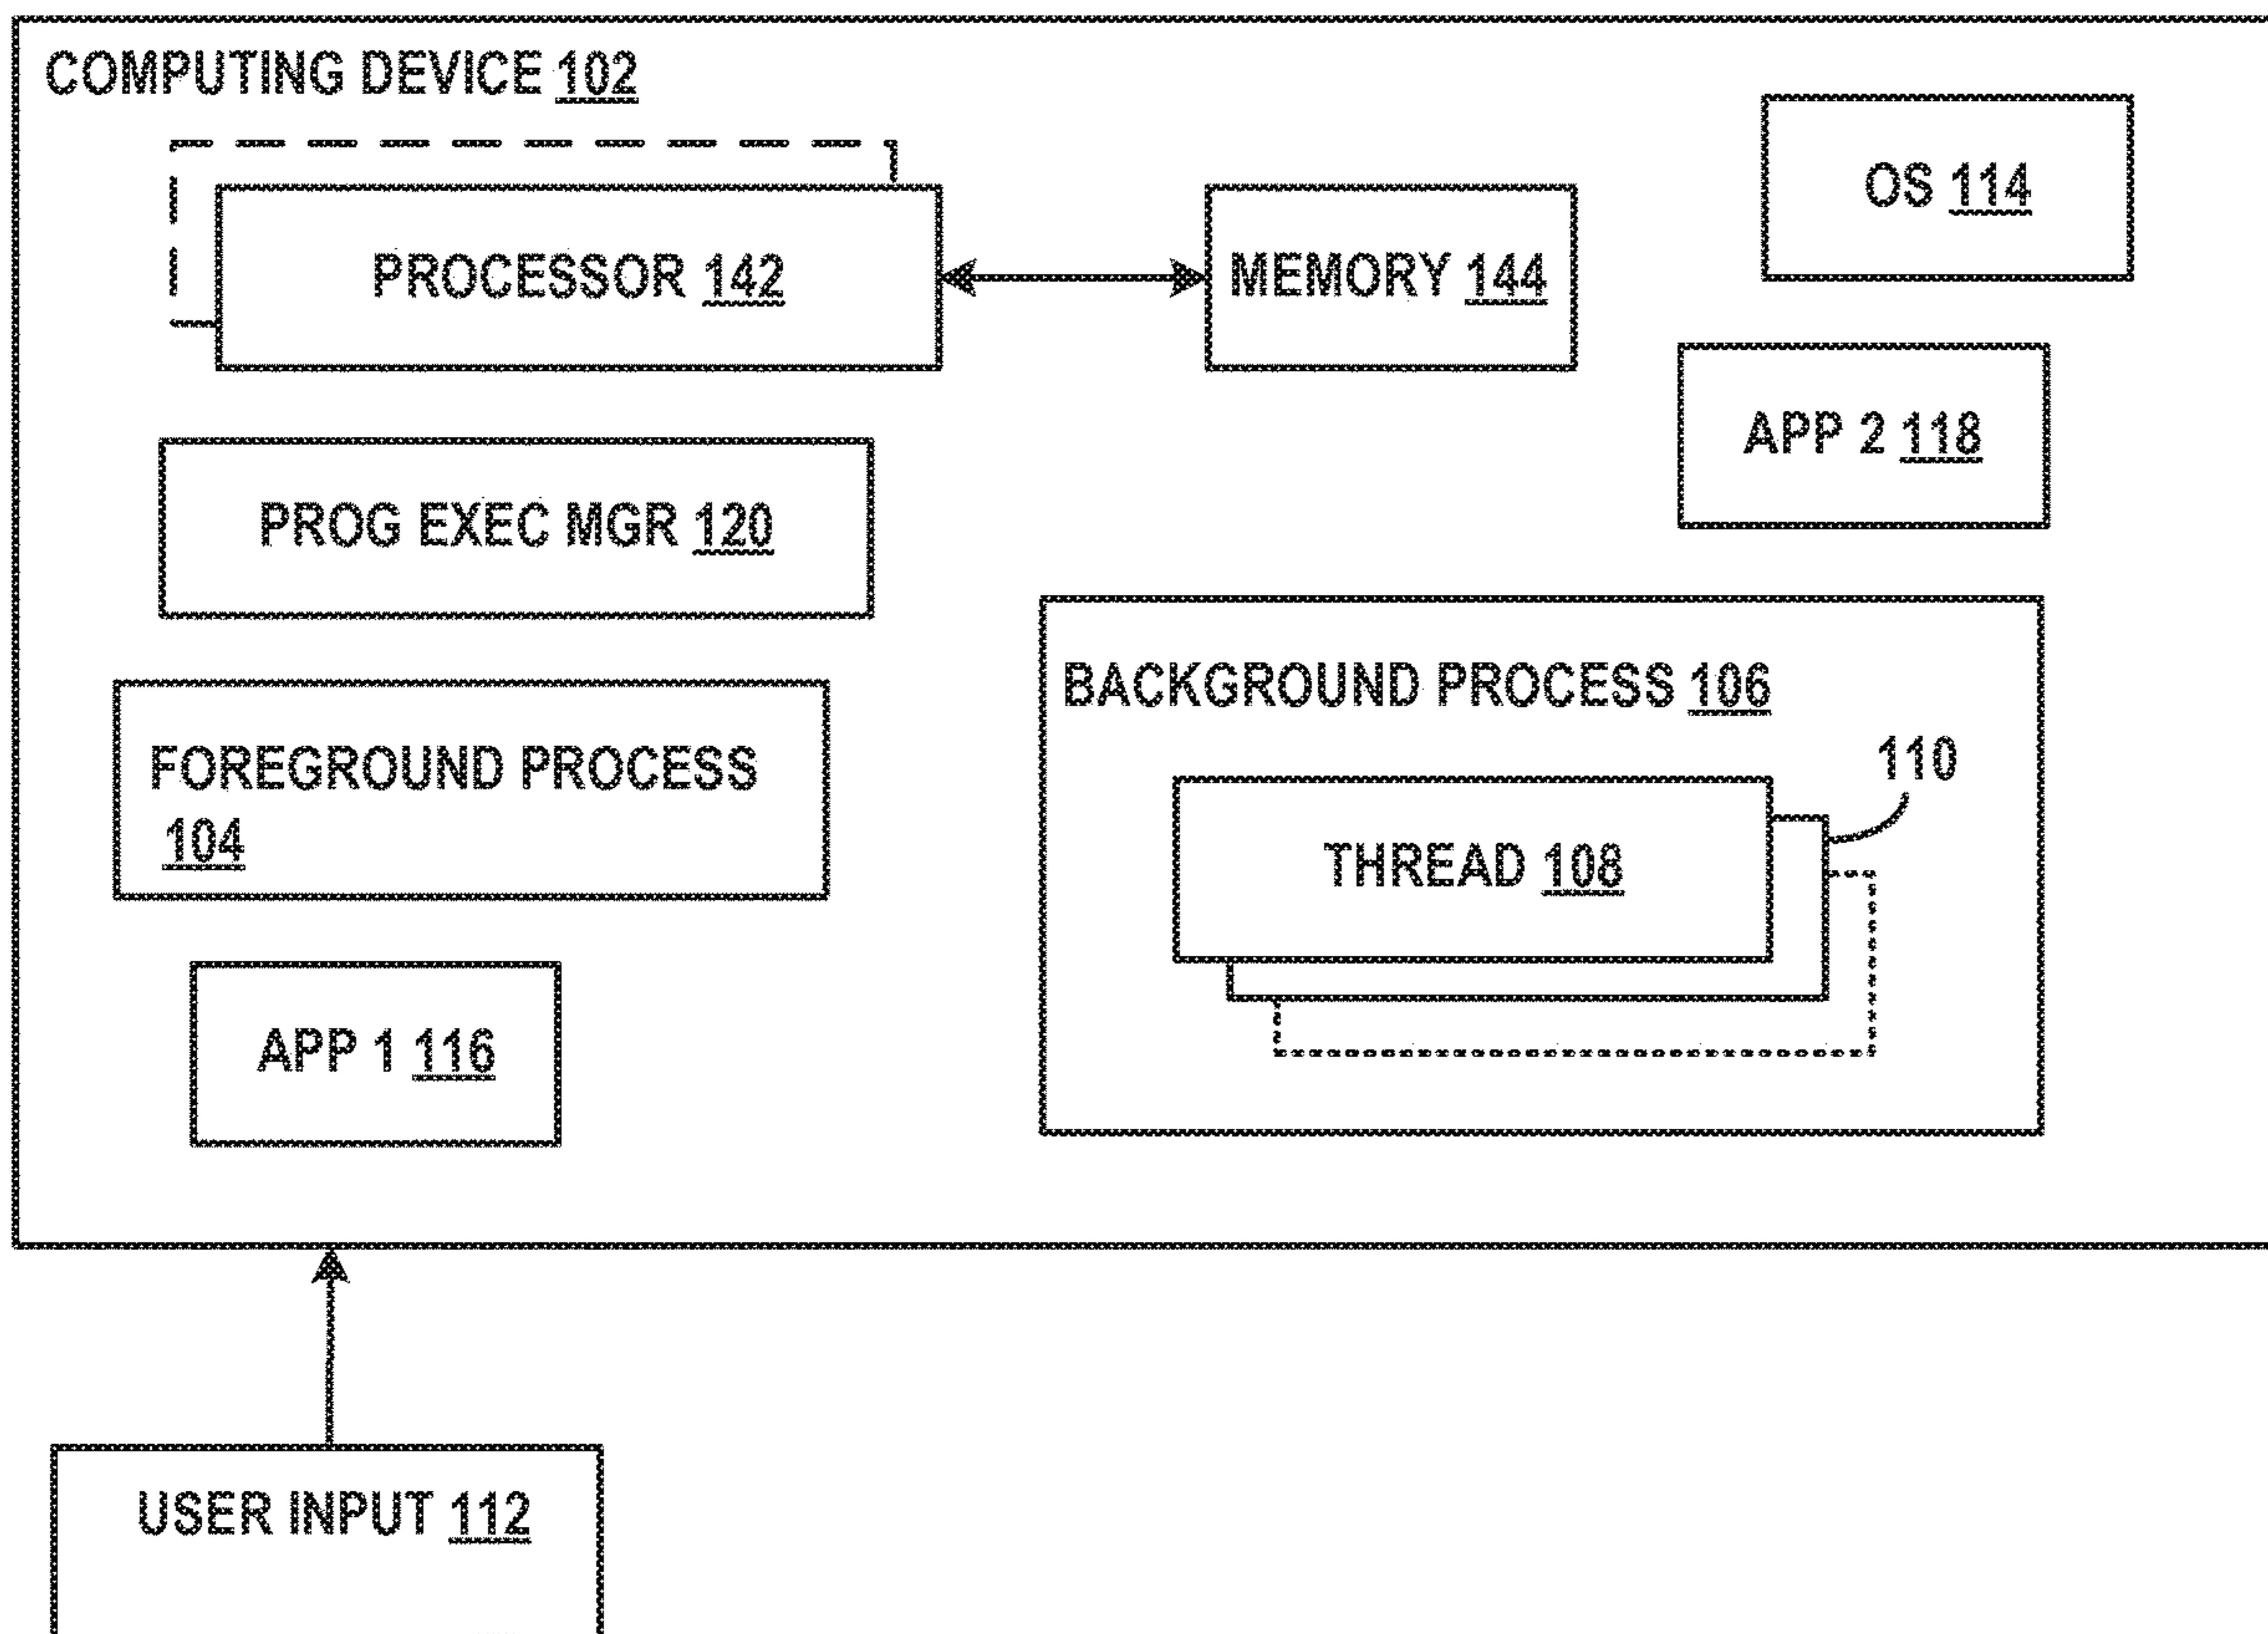 COMPUTING DEVICE 102
OS 114
PROCESSOR 142
MEMORY 144
APP 2 118
PROG EXEC MGR 120
BACKGROUND PROCESS 106
FOREGROUND PROCESS
104
110
THREAD 108
APP 1 116
USER INPUT 112